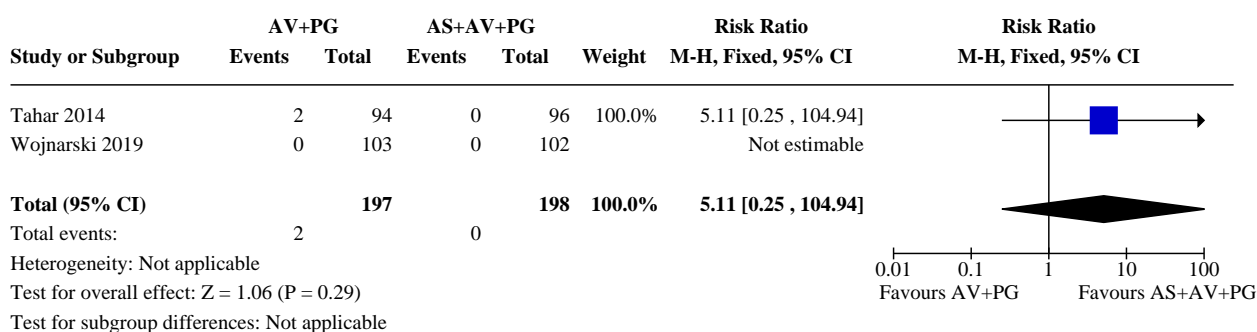 AV+PG AS+AV+PG Risk Ratio Risk Ratio
Study or Subgroup Events Total Events Total Weight M-H, Fixed, 95% CI M-H, Fixed, 95% CI
Tahar 2014 2 94 0 96 100.0% 5.11 [0.25 , 104.94]
Wojnarski 2019 0 103 0 102 Not estimable
Total (95% CI) 197 198 100.0% 5.11 [0.25 , 104.94]
Total events: 2 0
Heterogeneity: Not applicable
0.01 0.1 1 10 100
Test for overall effect: Z = 1.06 (P = 0.29)
Favours AV+PG Favours AS+AV+PG
Test for subgroup differences: Not applicable